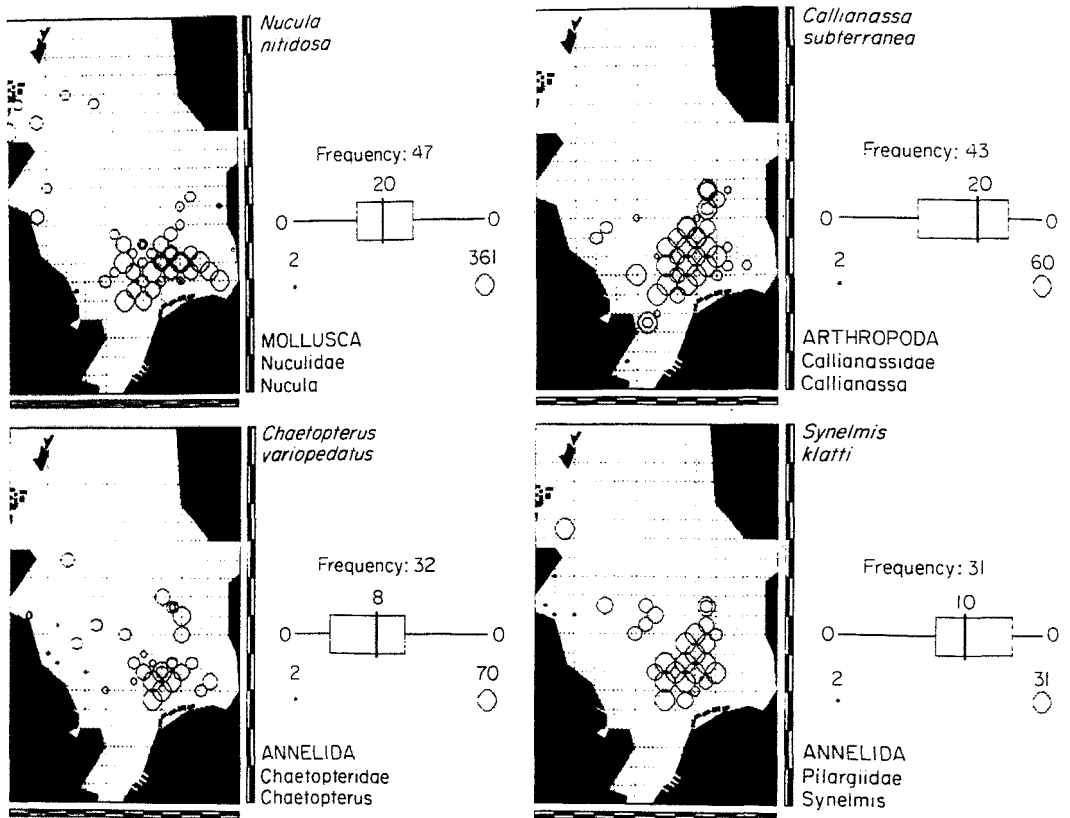 Nucula
nitidosa
Frequency: 47
20
0 0
2 361
MOLLUSCA
Nuculidae
Nucula
Callianassa
subterranea
Frequency: 43
20
0 0
2 60
ARTHROPODA
Callianassidae
Callianassa
Chaetopterus
variopedatus
Frequency: 32
8
0 0
2 70
ANNELIDA
Chaetopteridae
Chaetopterus
Synelmis
klatti
Frequency: 31
10
0 0
2 31
ANNELIDA
Pilargiidae
Synelmis